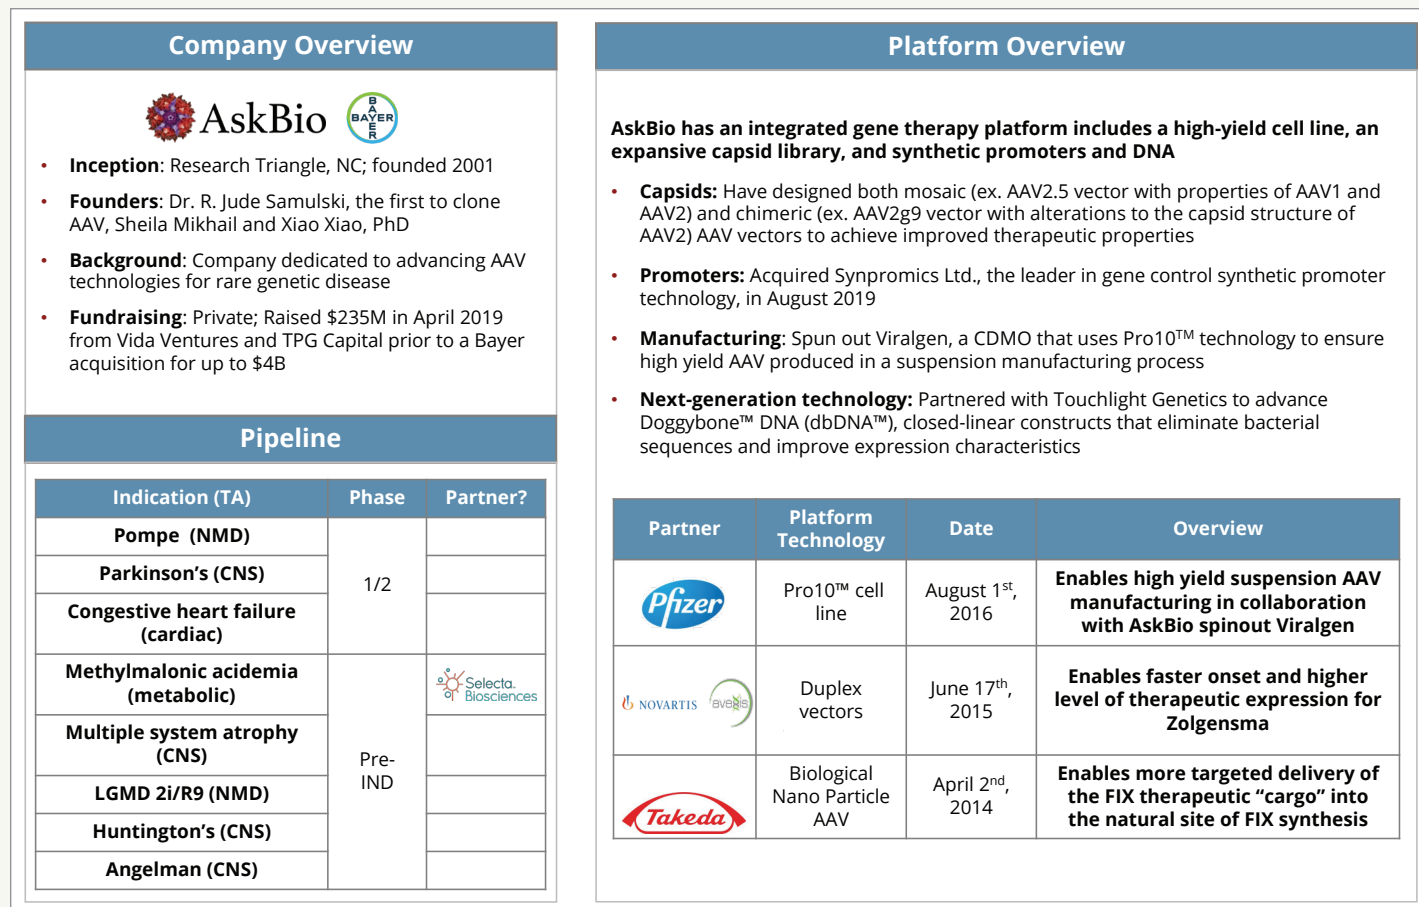 Company Overview
AskBio
BAYER
BAYER
• Inception: Research Triangle, NC; founded 2001
• Founders: Dr. R. Jude Samulski, the first to clone
AAV, Sheila Mikhail and Xiao Xiao, PhD
• Background: Company dedicated to advancing AAV
technologies for rare genetic disease
• Fundraising: Private; Raised $235M in April 2019
from Vida Ventures and TPG Capital prior to a Bayer
acquisition for up to $4B
Pipeline
Indication (TA) Phase Partner?
Pompe (NMD)
Parkinson's (CNS)
1/2
Congestive heart failure
(cardiac)
Methylmalonic acidemia
(metabolic)
Selecta
Biosciences
Multiple system atrophy
(CNS)
Pre-
IND
LGMD 2i/R9 (NMD)
Huntington's (CNS)
Angelman (CNS)
Platform Overview
AskBio has an integrated gene therapy platform includes a high-yield cell line, an
expansive capsid library, and synthetic promoters and DNA
• Capsids: Have designed both mosaic (ex. AAV2.5 vector with properties of AAV1 and
AAV2) and chimeric (ex. AAV2g9 vector with alterations to the capsid structure of
AAV2) AAV vectors to achieve improved therapeutic properties
• Promoters: Acquired Synpromics Ltd., the leader in gene control synthetic promoter
technology, in August 2019
• Manufacturing: Spun out Viralgen, a CDMO that uses Pro10™ technology to ensure
high yield AAV produced in a suspension manufacturing process
• Next-generation technology: Partnered with Touchlight Genetics to advance
Doggybone™ DNA (dbDNA™), closed-linear constructs that eliminate bacterial
sequences and improve expression characteristics
Partner Platform Technology Date Overview
Pfizer
Pro10™ cell
line
August 1st,
2016
Enables high yield suspension AAV
manufacturing in collaboration
with AskBio spinout Viralgen
NOVARTIS
avexis
Duplex
vectors
June 17th,
2015
Enables faster onset and higher
level of therapeutic expression for
Zolgensma
Takeda
Biological
Nano Particle
AAV
April 2nd,
2014
Enables more targeted delivery of
the FIX therapeutic “cargo” into
the natural site of FIX synthesis